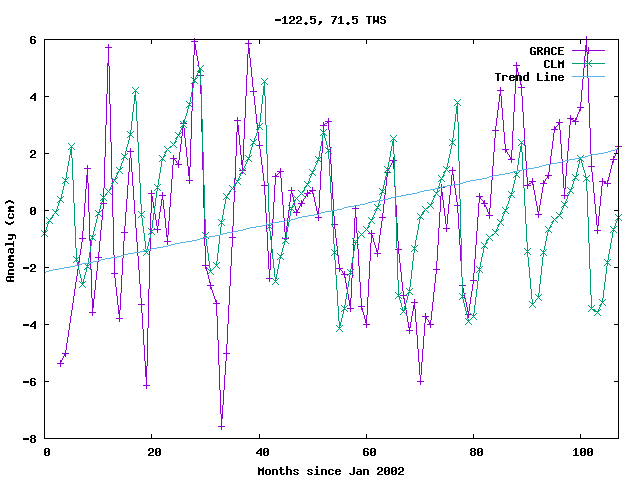 -122.5, 71.5 TWS
GRACE
CLM
Trend Line
6
4
2
0
-2
-4
-6
-8
Anomaly (cm)
0 20 40 60 80 100
Months since Jan 2002